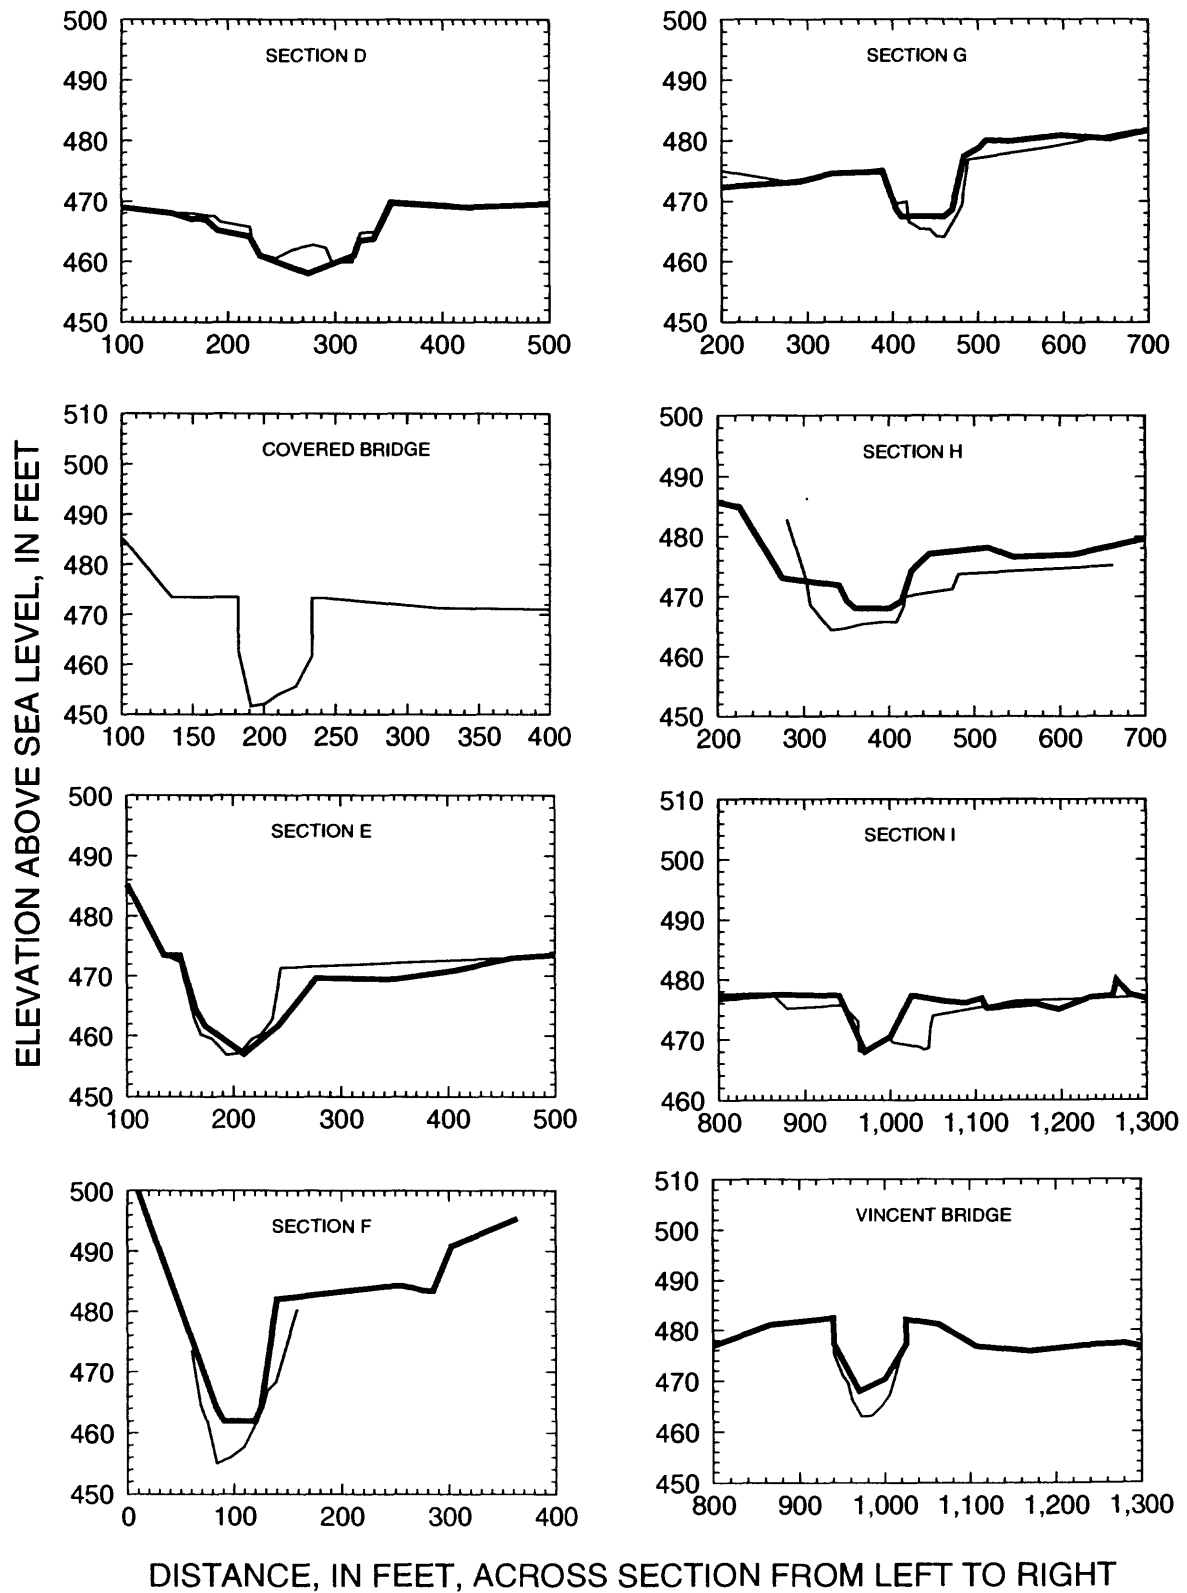 ELEVATION ABOVE SEA LEVEL, IN FEET
SECTION D
500
490
480
470
460
450
100 200 300 400 500
SECTION G
500
490
480
470
460
450
200 300 400 500 600 700
COVERED BRIDGE
510
500
490
480
470
460
450
100 150 200 250 300 350 400
SECTION H
500
490
480
470
460
450
200 300 400 500 600 700
SECTION E
500
490
480
470
460
450
100 200 300 400 500
SECTION I
510
500
490
480
470
460
800 900 1,000 1,100 1,200 1,300
SECTION F
500
490
480
470
460
450
0 100 200 300 400
VINCENT BRIDGE
510
500
490
480
470
460
450
800 900 1,000 1,100 1,200 1,300
DISTANCE, IN FEET, ACROSS SECTION FROM LEFT TO RIGHT